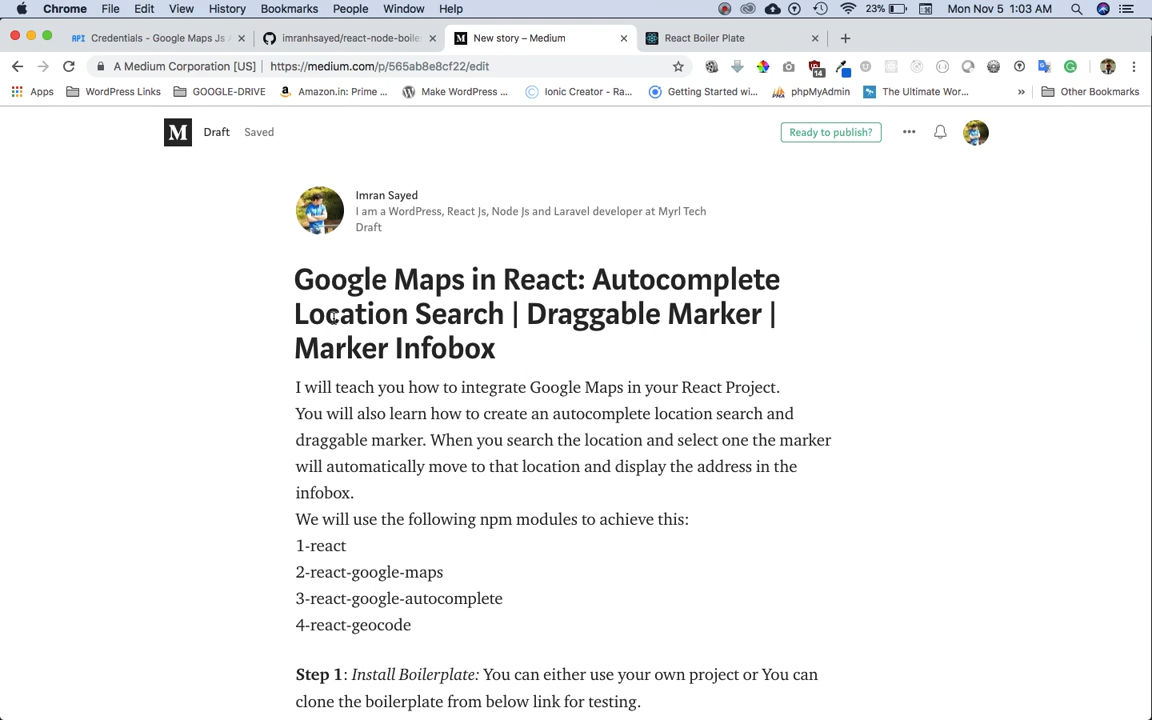 Chrome File Edit View History Bookmarks People Window Help 23% Mon Nov 5 1:03 AM
API Credentials - Google Maps Js A imranhsayed/react-node-boile New story – Medium React Boiler Plate
A Medium Corporation [US] https://medium.com/p/565ab8e8cf22/edit 14
Apps WordPress Links GOOGLE-DRIVE Amazon.in: Prime ... Make WordPress ... Ionic Creator - Ra... Getting Started wi... phpMyAdmin The Ultimate Wor... » Other Bookmarks
M Draft Saved Ready to publish?
Imran Sayed
I am a WordPress, React Js, Node Js and Laravel developer at Myrl Tech
Draft
Google Maps in React: Autocomplete
Location Search | Draggable Marker |
Marker Infobox
I will teach you how to integrate Google Maps in your React Project.
You will also learn how to create an autocomplete location search and
draggable marker. When you search the location and select one the marker
will automatically move to that location and display the address in the
infobox.
We will use the following npm modules to achieve this:
1-react
2-react-google-maps
3-react-google-autocomplete
4-react-geocode
Step 1: Install Boilerplate: You can either use your own project or You can
clone the boilerplate from below link for testing.